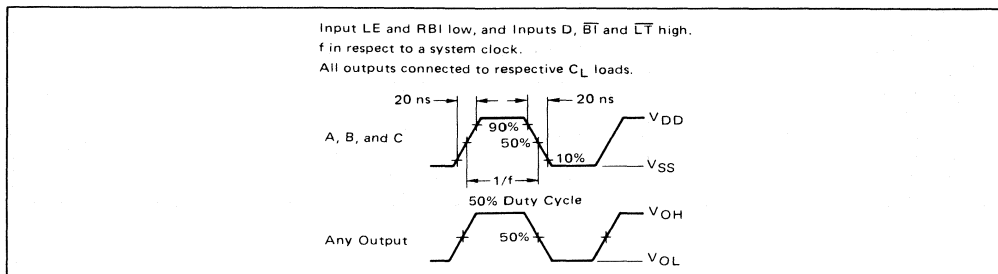 Input LE and RBI low, and Inputs D, B̅I̅ and L̅T̅ high.
f in respect to a system clock.
All outputs connected to respective CL loads.
20 ns
20 ns
A, B, and C
90%
50%
10%
VDD
VSS
1/f
50% Duty Cycle
Any Output
50%
VOH
VOL